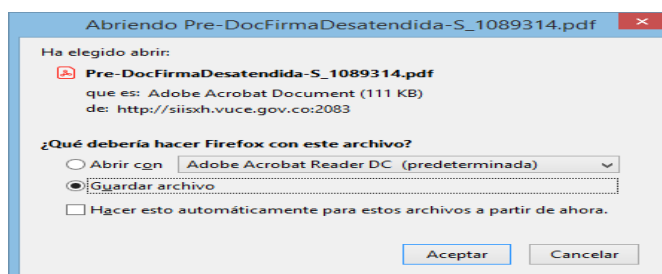 Abriendo Pre-DocFirmaDesatendida-S_1089314.pdf
Ha elegido abrir:
Pre-DocFirmaDesatendida-S_1089314.pdf
que es: Adobe Acrobat Document (111 KB)
de: http://siisxh.vuce.gov.co:2083
¿Qué debería hacer Firefox con este archivo?
Abrir con Adobe Acrobat Reader DC (predeterminada)
Guardar archivo
Hacer esto automáticamente para estos archivos a partir de ahora.
Aceptar Cancelar